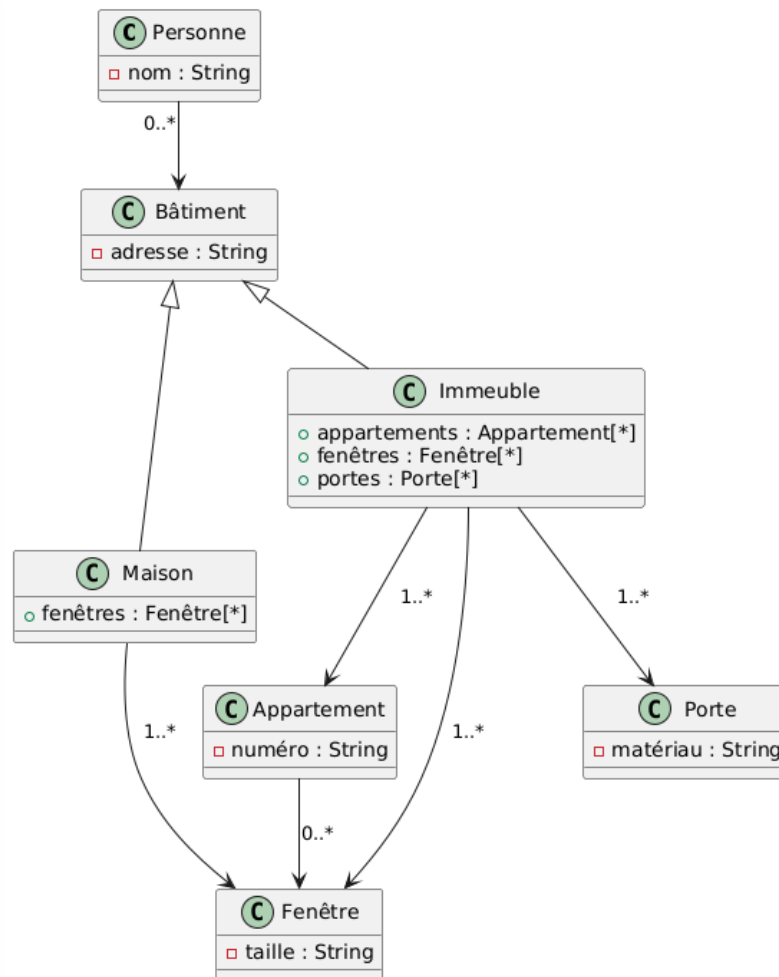 C Personne
nom : String
0..*
C Bâtiment
adresse : String
C Immeuble
appartements : Appartement[*]
fenêtres : Fenêtre[*]
portes : Porte[*]
C Maison
fenêtres : Fenêtre[*]
1..*
1..*
C Appartement
numéro : String
C Porte
matériau : String
1..*
1..*
0..*
C Fenêtre
taille : String